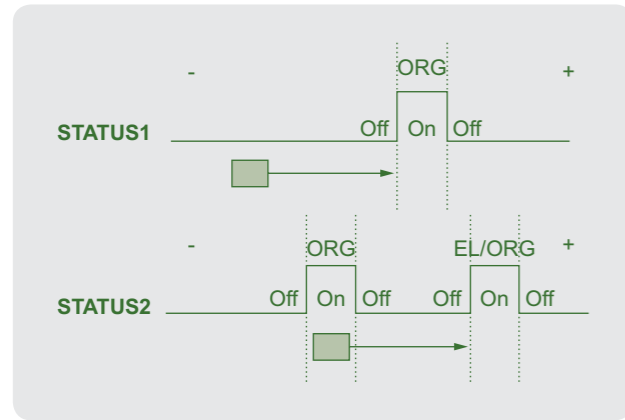 - ORG +
STATUS1 Off On Off
- ORG EL/ORG +
STATUS2 Off On Off Off On Off